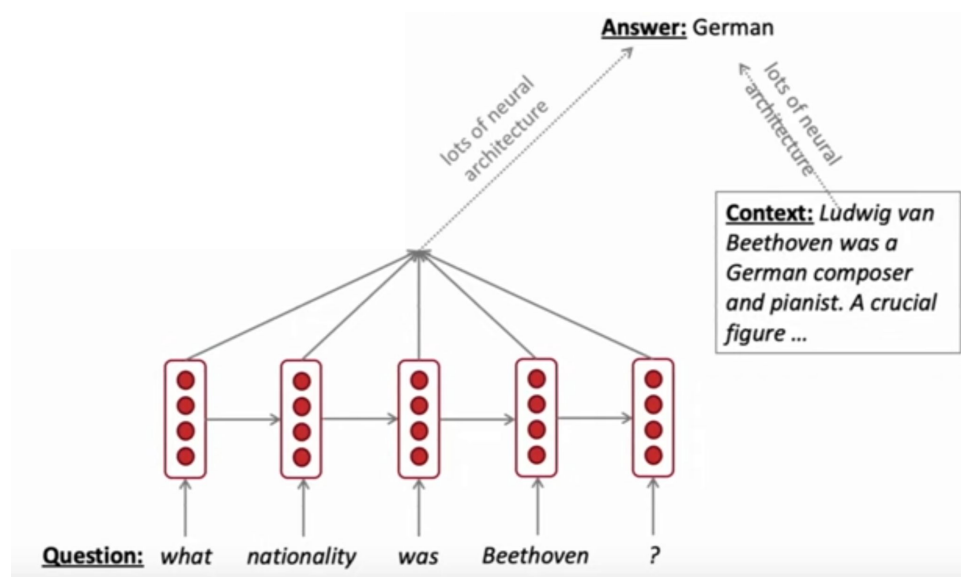 Answer: German
lots of neural
architecture
lots of neural
architecture
Context: Ludwig van
Beethoven was a
German composer
and pianist. A crucial
figure ...
Question: what nationality was Beethoven ?